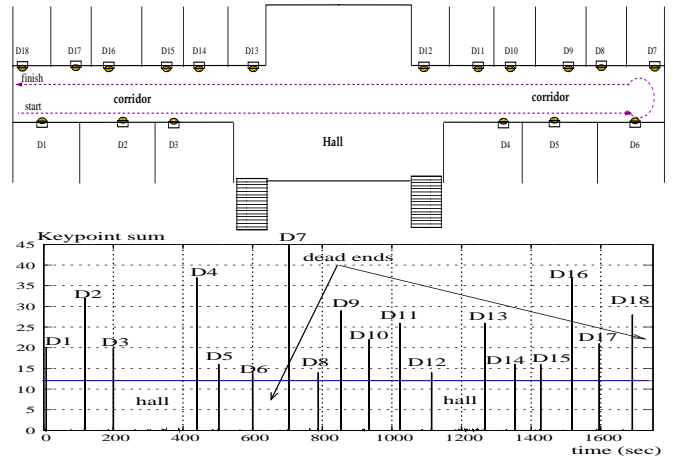 D18 D17 D16 D15 D14 D13 D12 D11 D10 D9 D8 D7
finish
start corridor corridor
D1 D2 D3 Hall D4 D5 D6
Keypoint sum
D7
45
dead ends
40
D4 D16
35
D2
30
D9 D18
25
D11 D13
D1 D3 D10 D17
20
D5 D6 D8 D12 D14 D15
15
10
hall hall
5
0
0 200 400 600 800 1000 1200 1400 1600
time (sec)